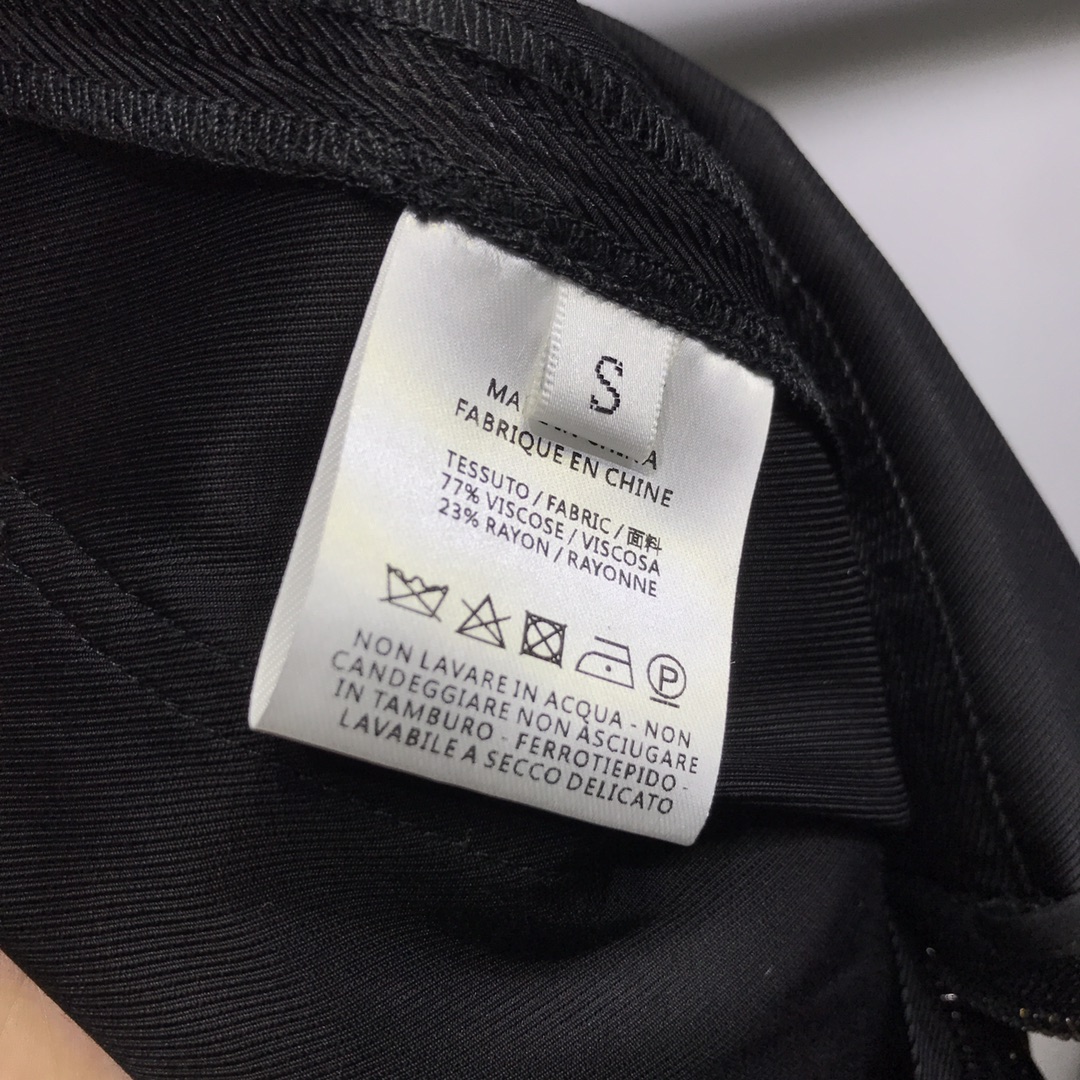 S
FABRIQUE EN CHINE
TESSUTO / FABRIC / 面料
77% VISCOSE / VISCOSA
23% RAYON / RAYONNE
P
NON LAVARE IN ACQUA - NON
CANDEGGIARE NON ASCIUGARE
IN TAMBURO - FERROTIEPIDO -
LAVABILE A SECCO DELICATO